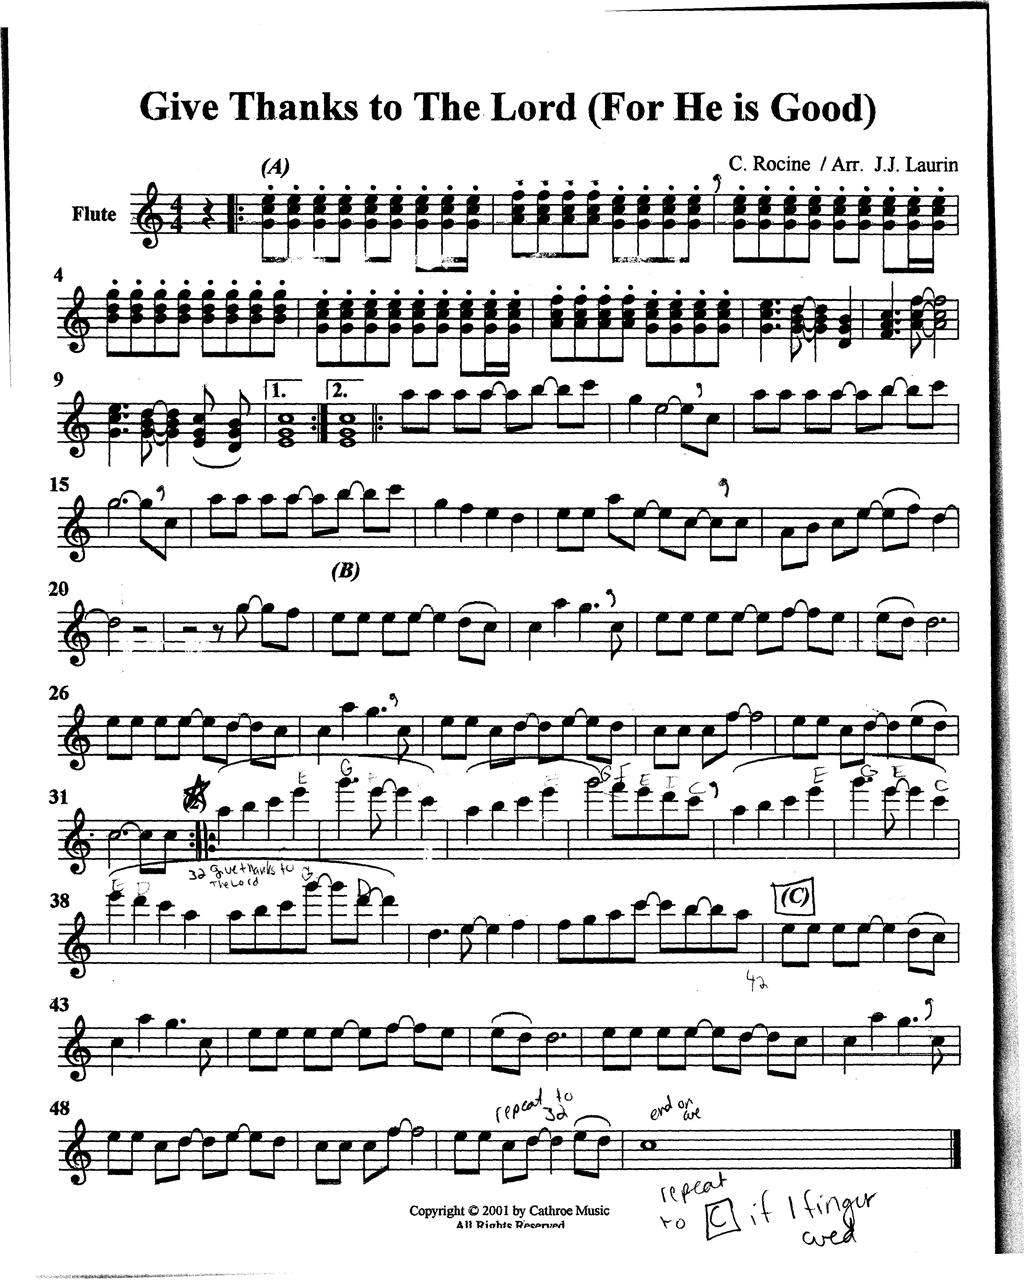 Give Thanks to The Lord (For He is Good)
C. Rocine / Arr. J.J. Laurin
(A)
Flute
4
9
1.
2.
15
20
(B)
26
E G E G F E D C E G E C
31
32 give thanks to
The Lord
E D G D
38
(C)
42
43
48
repeat to
32
end on
cue
repeat
to C if 1 finger
cued
Copyright © 2001 by Cathroe Music
All Rights Reserved